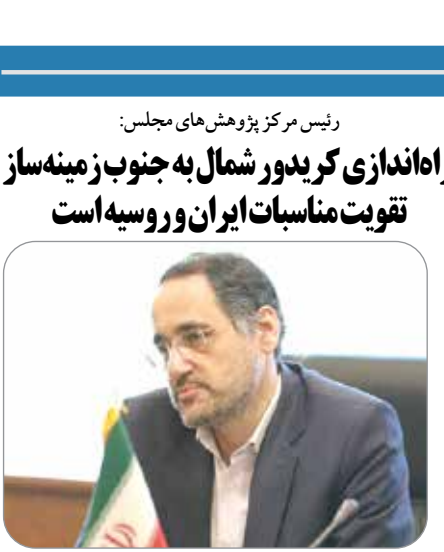 رئیس مرکز پژوهش‌های مجلس:
راه‌اندازی کریدور شمال به جنوب زمینه‌ساز
تقویت مناسبات ایران و روسیه است